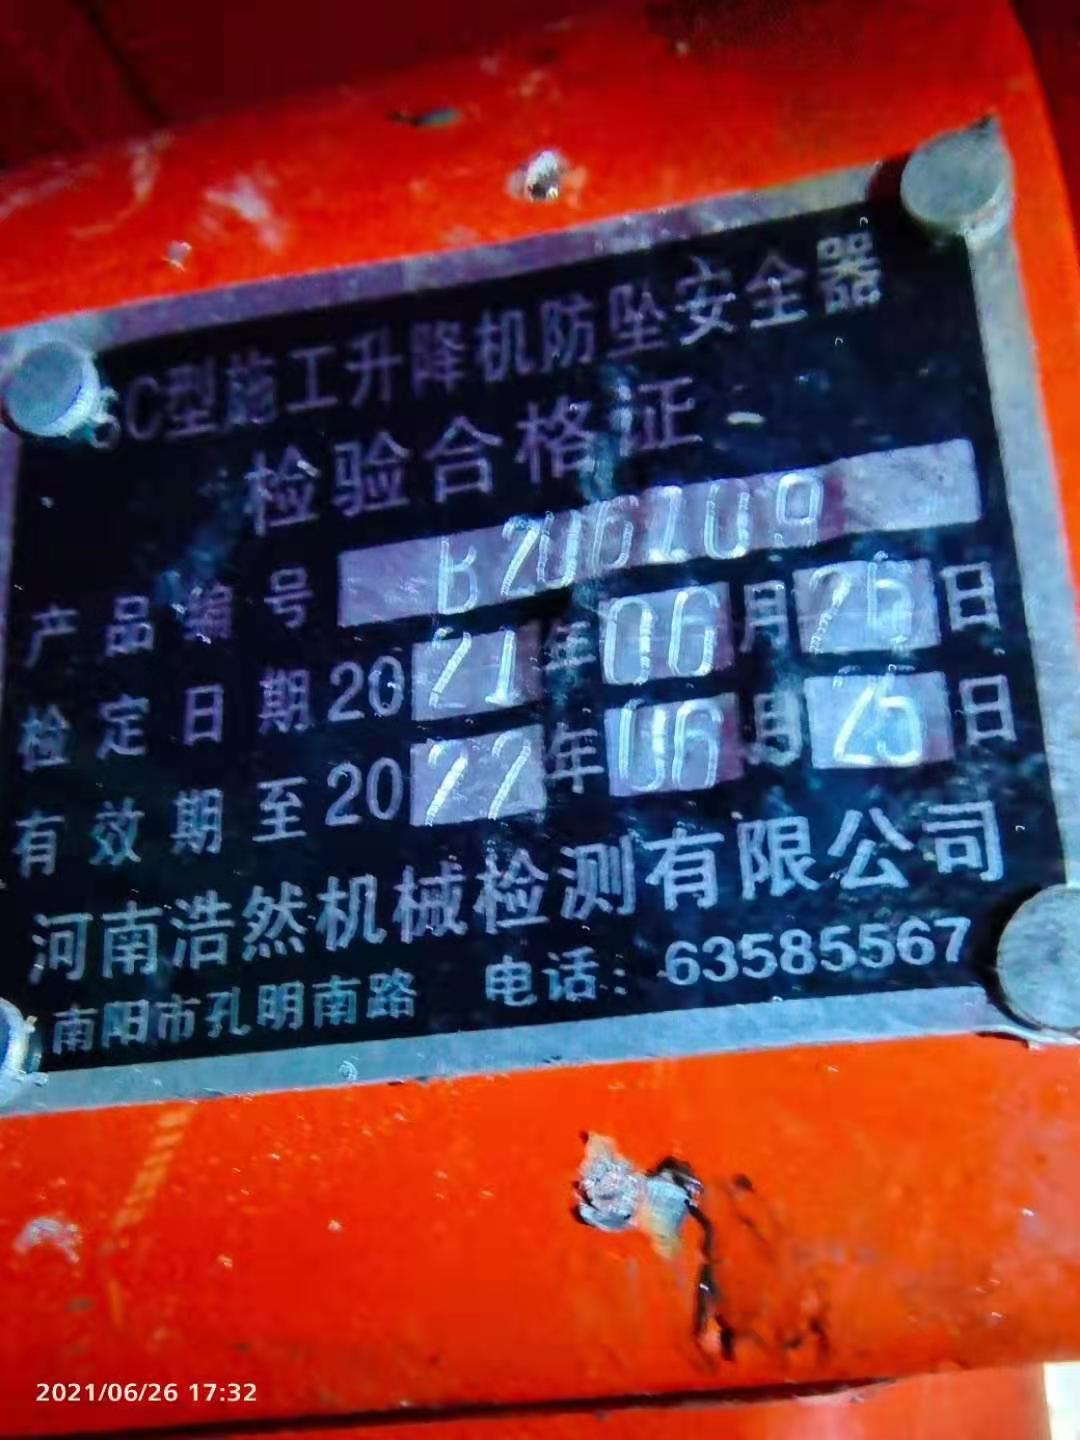 SC型施工升降机防坠安全器
检验合格证
产品编号 B206109
检定日期 2021年06月26日
有效期至 2022年06月25日
河南浩然机械检测有限公司
南阳市孔明南路 电话：63585567
2021/06/26 17:32